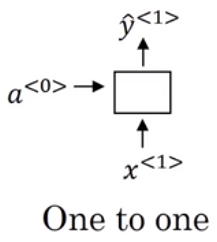 ŷ<1>
a<0>
x<1>
One to one